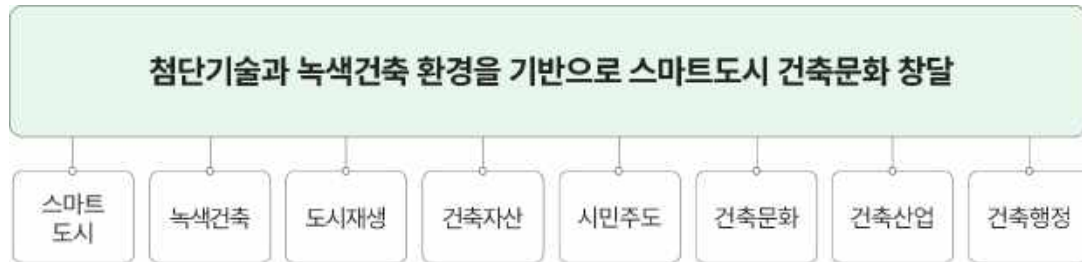 첨단기술과 녹색건축 환경을 기반으로 스마트도시 건축문화 창달
스마트
도시
녹색건축
도시재생
건축자산
시민주도
건축문화
건축산업
건축행정